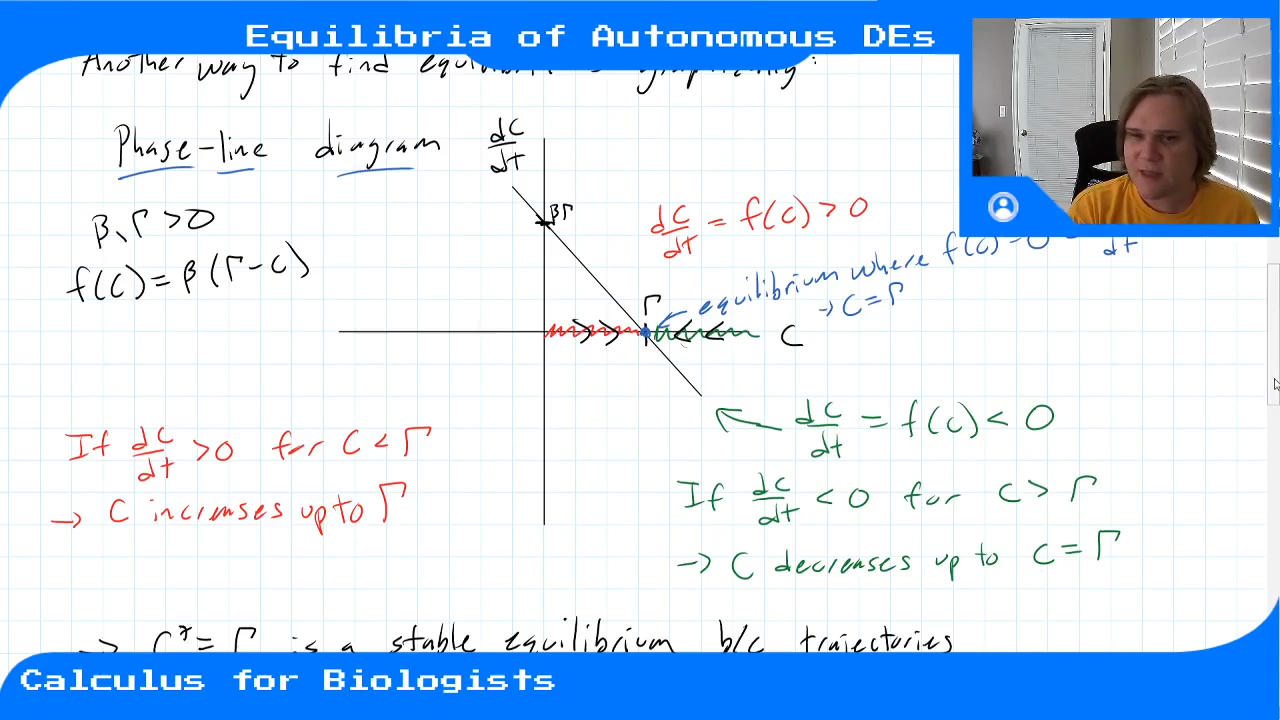 Equilibria of Autonomous DEs
Another way to find
Phase-line diagram
dC/dt
β, Γ > 0
f(C) = β(Γ - C)
βΓ
dC/dt = f(C) > 0
equilibrium where f(C) = 0 =
dt
→ C = Γ
Γ
C
If dC/dt > 0 for C < Γ
→ C increases up to Γ
dC/dt = f(C) < 0
If dC/dt < 0 for C > Γ
→ C decreases up to C = Γ
→ C* = Γ is a stable equilibrium b/c trajectories
Calculus for Biologists